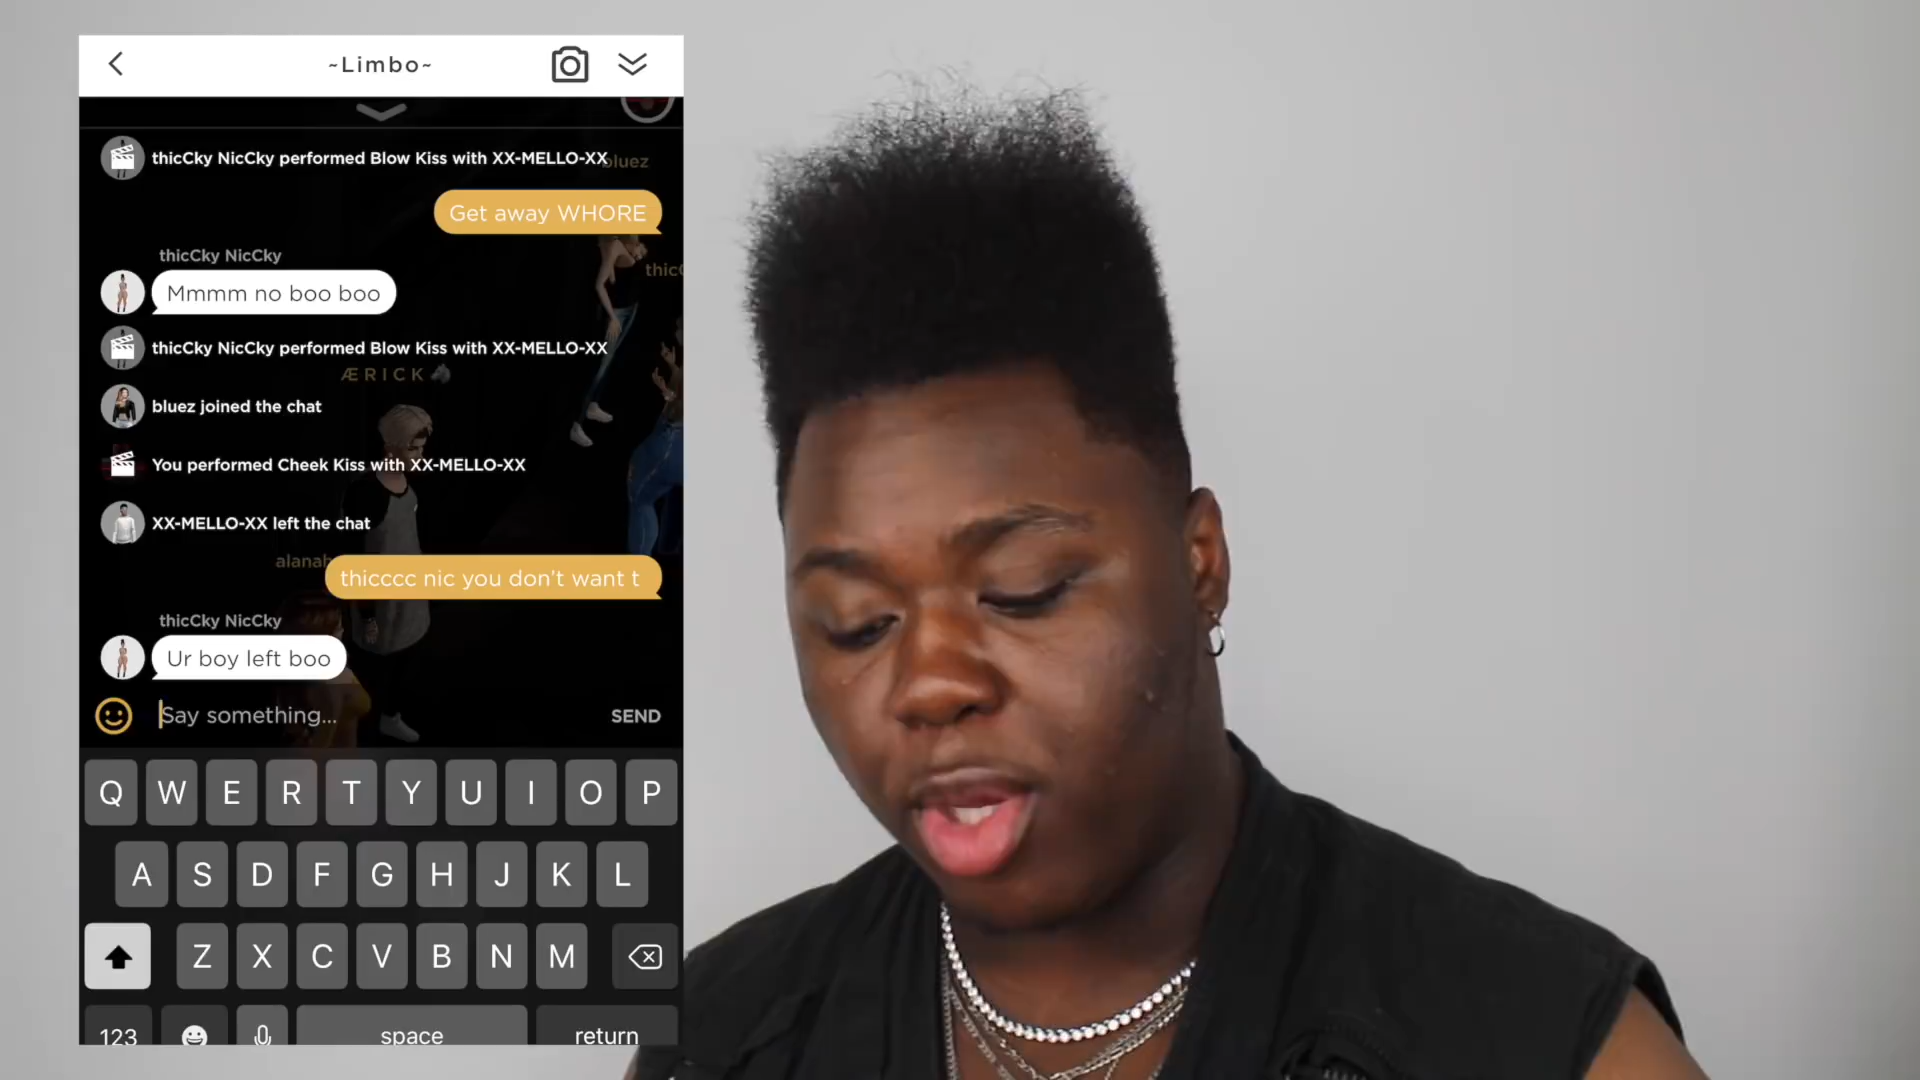 ~Limbo~
thicCky NicCky performed Blow Kiss with XX-MELLO-XX
bluez
Get away WHORE
thicCky NicCky
Mmmm no boo boo
thicCky NicCky performed Blow Kiss with XX-MELLO-XX
ÆRICK
bluez joined the chat
You performed Cheek Kiss with XX-MELLO-XX
XX-MELLO-XX left the chat
thicccc nic you don't want t
thicCky NicCky
Ur boy left boo
Say something...
SEND
Q W E R T Y U I O P
A S D F G H J K L
Z X C V B N M
123 space return